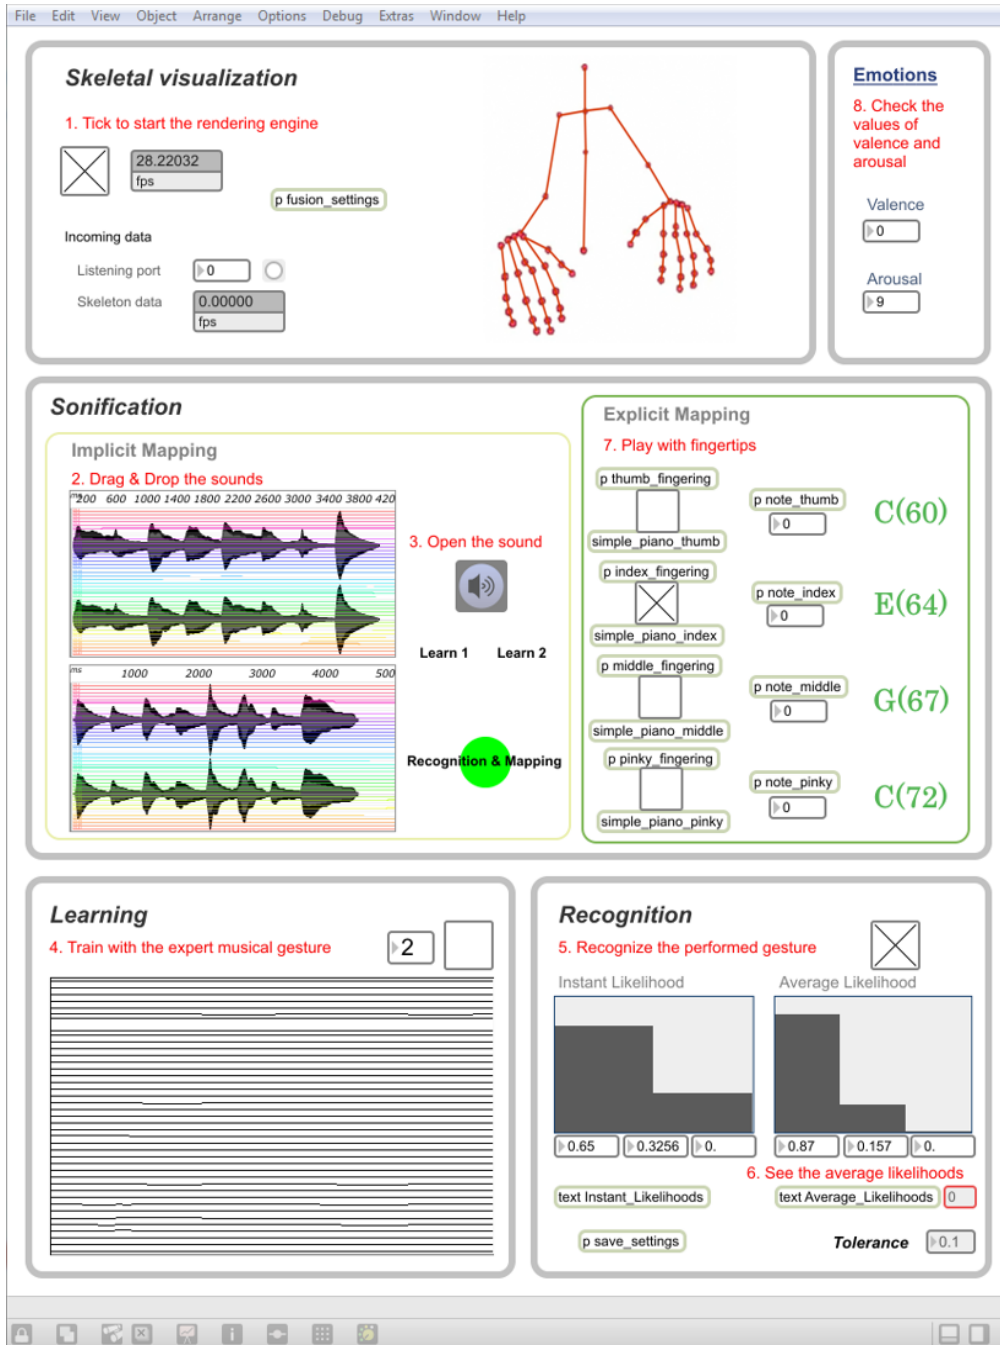 File Edit View Object Arrange Options Debug Extras Window Help
Skeletal visualization
1. Tick to start the rendering engine
28.22032
fps
p fusion_settings
Incoming data
Listening port 0
Skeleton data 0.00000
fps
Emotions
8. Check the
values of
valence and
arousal
Valence
0
Arousal
9
Sonification
Implicit Mapping
2. Drag & Drop the sounds
ms 200 600 1000 1400 1800 2200 2600 3000 3400 3800 420
3. Open the sound
Learn 1 Learn 2
ms 1000 2000 3000 4000 500
Recognition & Mapping
Explicit Mapping
7. Play with fingertips
p thumb_fingering
p note_thumb
0
C(60)
simple_piano_thumb
p index_fingering
p note_index
0
E(64)
simple_piano_index
p middle_fingering
p note_middle
0
G(67)
simple_piano_middle
p pinky_fingering
p note_pinky
0
C(72)
simple_piano_pinky
Learning
4. Train with the expert musical gesture
2
Recognition
5. Recognize the performed gesture
Instant Likelihood Average Likelihood
0.65 0.3256 0. 0.87 0.157 0.
6. See the average likelihoods
text Instant_Likelihoods text Average_Likelihoods 0
p save_settings
Tolerance 0.1